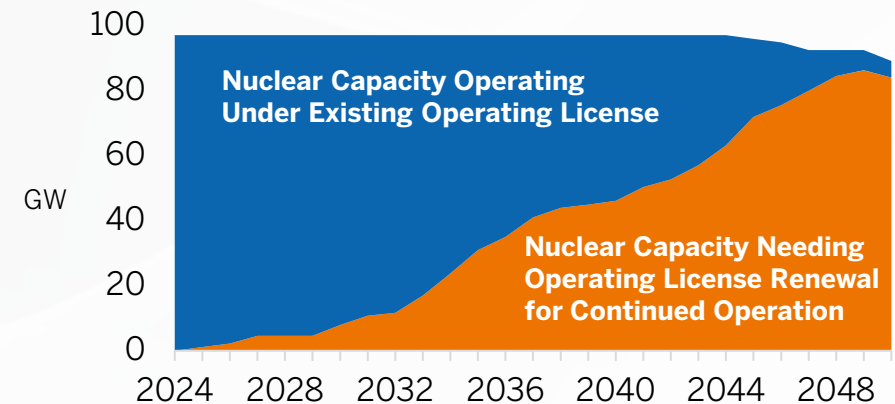 100
80
60
40
20
0
GW
Nuclear Capacity Operating
Under Existing Operating License
Nuclear Capacity Needing
Operating License Renewal
for Continued Operation
2024 2028 2032 2036 2040 2044 2048